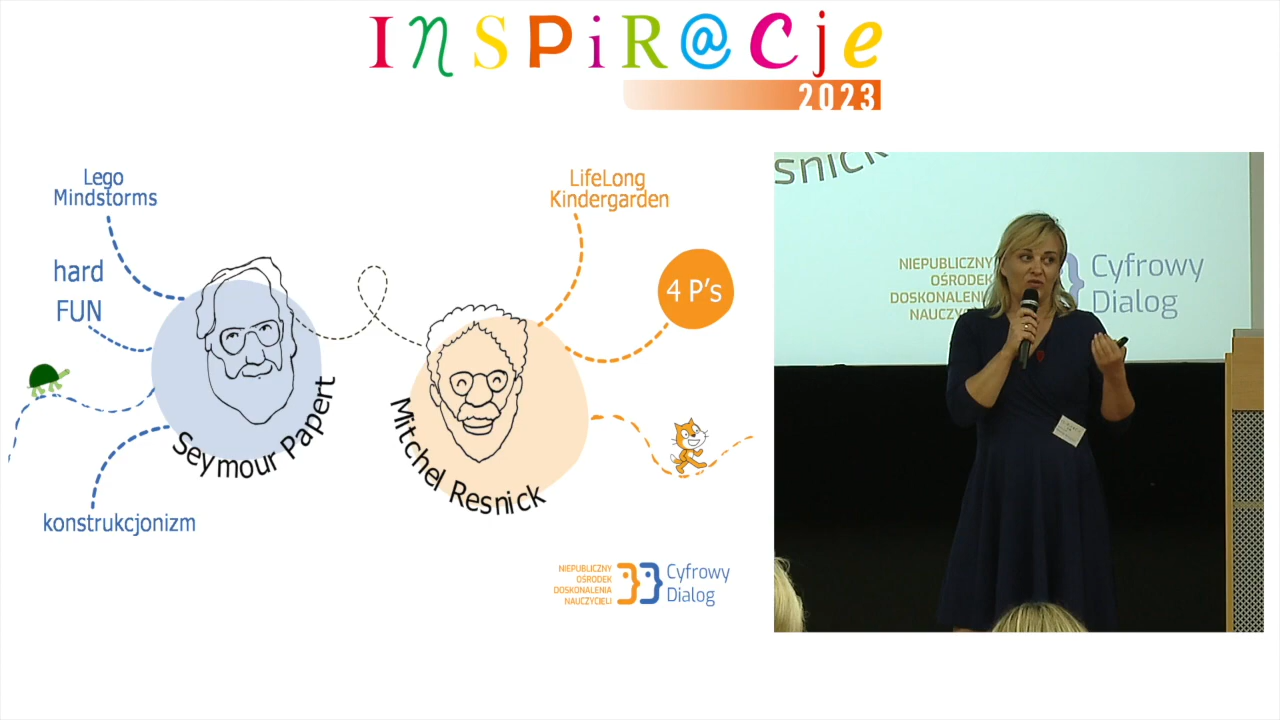 INSPiR@cje
2023
Lego
Mindstorms
hard
FUN
konstrukcjonizm
Seymour Papert
Mitchel Resnick
LifeLong
Kindergarden
4 P's
NIEPUBLICZNY
OŚRODEK
DOSKONALENIA
NAUCZYCIELI
Cyfrowy
Dialog
snick
NIEPUBLICZNY
OŚRODEK
DOSKONALENI
NAUCZY
Cyfrowy
Dialog